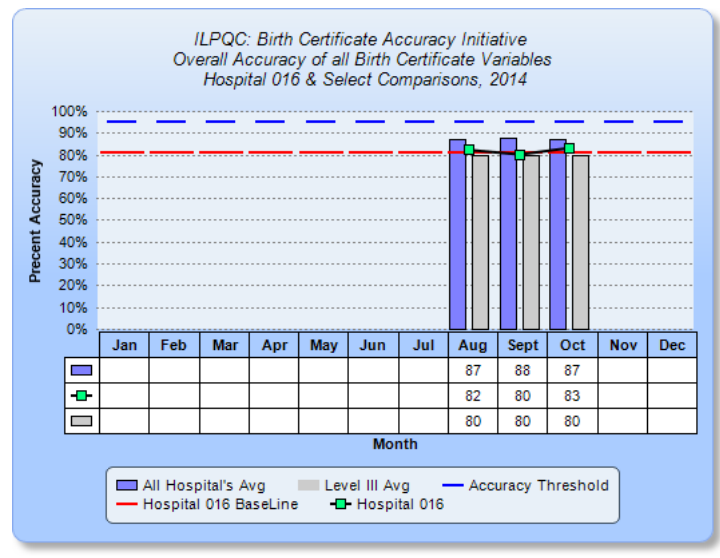 ILPQC: Birth Certificate Accuracy Initiative
Overall Accuracy of all Birth Certificate Variables
Hospital 016 & Select Comparisons, 2014
Precent Accuracy
100%
90%
80%
70%
60%
50%
40%
30%
20%
10%
0%
Jan Feb Mar Apr May Jun Jul Aug Sept Oct Nov Dec
87 88 87
82 80 83
80 80 80
Month
All Hospital's Avg Level III Avg Accuracy Threshold
Hospital 016 BaseLine Hospital 016